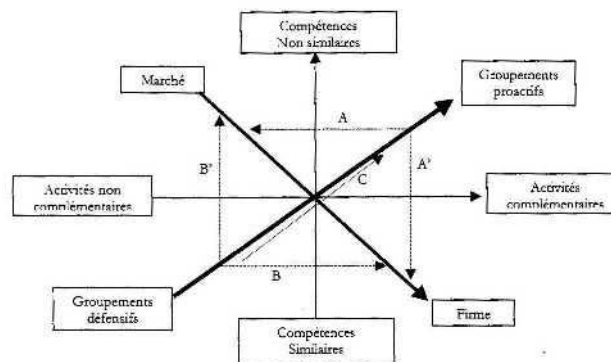 Compétences
Non similaires
Marché
Groupements
proactifs
A
B'
C
A'
Activités non
complémentaires
Activités
complémentaires
B
Groupements
défensifs
Firme
Compétences
Similaires